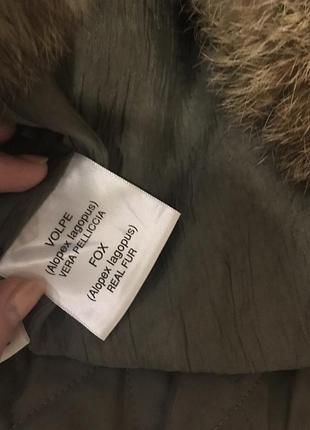 VOLPE
(Alopex lagopus)
VERA PELLICCIA
FOX
(Alopex lagopus)
REAL FUR